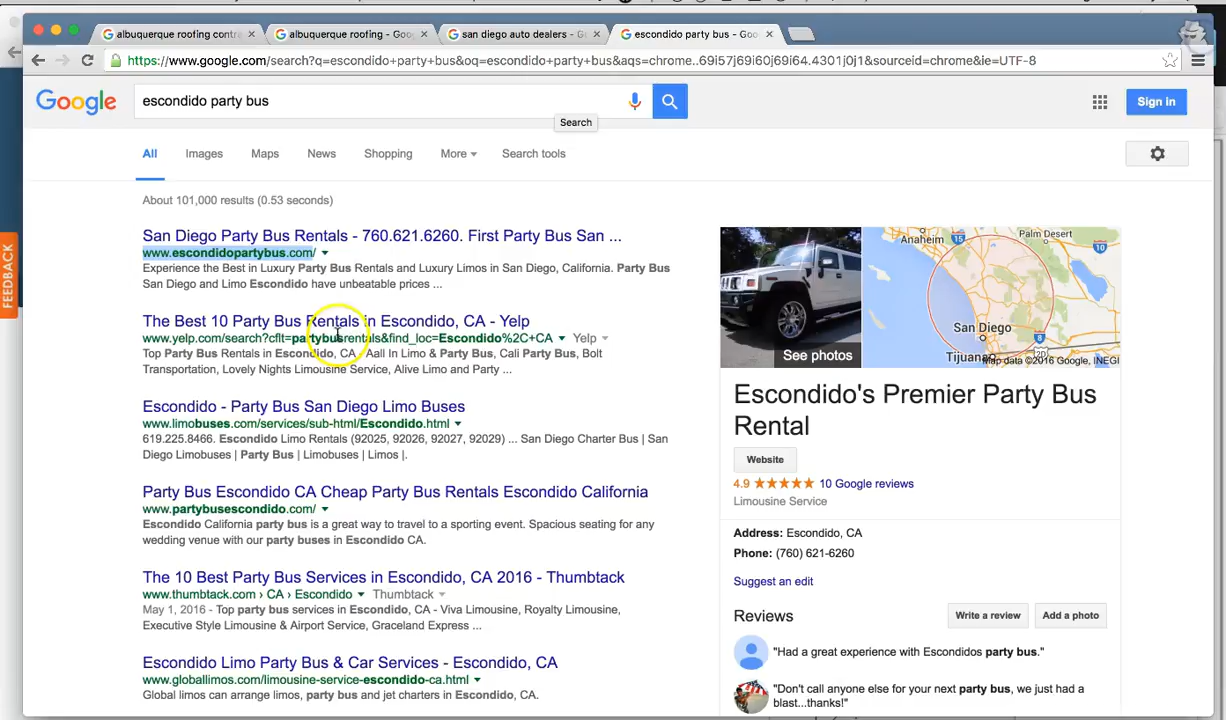 albuquerque roofing contr
albuquerque roofing - Goo
san diego auto dealers - G
escondido party bus - Goo
https://www.google.com/search?q=escondido+party+bus&oq=escondido+party+bus&aqs=chrome..69i57j69i60j69i64.4301j0j1&sourceid=chrome&ie=UTF-8
Google
escondido party bus
Sign in
Search
All Images Maps News Shopping More Search tools
About 101,000 results (0.53 seconds)
San Diego Party Bus Rentals - 760.621.6260. First Party Bus San ...
www.escondidopartybus.com/
Experience the Best in Luxury Party Bus Rentals and Luxury Limos in San Diego, California. Party Bus
San Diego and Limo Escondido have unbeatable prices ...
The Best 10 Party Bus Rentals in Escondido, CA - Yelp
www.yelp.com/search?cflt=partybusrentals&find_loc=Escondido%2C+CA Yelp
Top Party Bus Rentals in Escondido, CA - Aall In Limo & Party Bus, Cali Party Bus, Bolt
Transportation, Lovely Nights Limousine Service, Alive Limo and Party ...
Escondido - Party Bus San Diego Limo Buses
www.limobuses.com/services/sub-html/Escondido.html
619.225.8466. Escondido Limo Rentals (92025, 92026, 92027, 92029) ... San Diego Charter Bus | San
Diego Limobuses | Party Bus | Limobuses | Limos |.
Party Bus Escondido CA Cheap Party Bus Rentals Escondido California
www.partybusescondido.com/
Escondido California party bus is a great way to travel to a sporting event. Spacious seating for any
wedding venue with our party buses in Escondido CA.
The 10 Best Party Bus Services in Escondido, CA 2016 - Thumbtack
www.thumbtack.com › CA › Escondido Thumbtack
May 1, 2016 - Top party bus services in Escondido, CA - Viva Limousine, Royalty Limousine,
Executive Style Limousine & Airport Service, Graceland Express ...
Escondido Limo Party Bus & Car Services - Escondido, CA
www.globallimos.com/limousine-service-escondido-ca.html
Global limos can arrange limos, party bus and jet charters in Escondido, CA.
FEEDBACK
See photos
Anaheim
15
Palm Desert
10
San Diego
8
Tijuana
2D
Map data ©2016 Google, INEGI
Escondido's Premier Party Bus
Rental
Website
4.9 ★★★★★ 10 Google reviews
Limousine Service
Address: Escondido, CA
Phone: (760) 621-6260
Suggest an edit
Reviews
Write a review
Add a photo
"Had a great experience with Escondidos party bus."
"Don't call anyone else for your next party bus, we just had a
blast...thanks!"